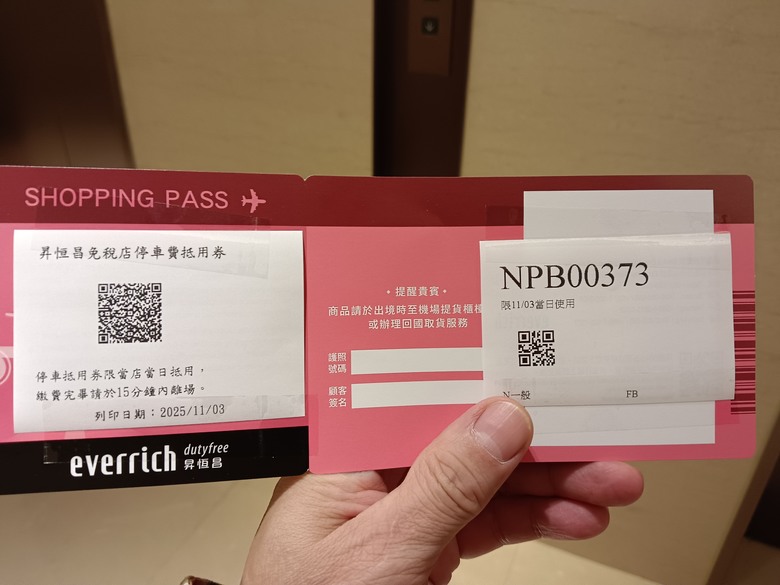 SHOPPING PASS
昇恆昌免稅店停車費抵用券
停車抵用券限當店當日抵用，
繳費完畢請於15分鐘內離場。
列印日期：2025/11/03
everrich dutyfree
昇恆昌
• 提醒貴賓 •
商品請於出境時至機場提貨櫃檯
或辦理回國取貨服務
護照
號碼
顧客
簽名
NPB00373
限11/03當日使用
N一般 FB